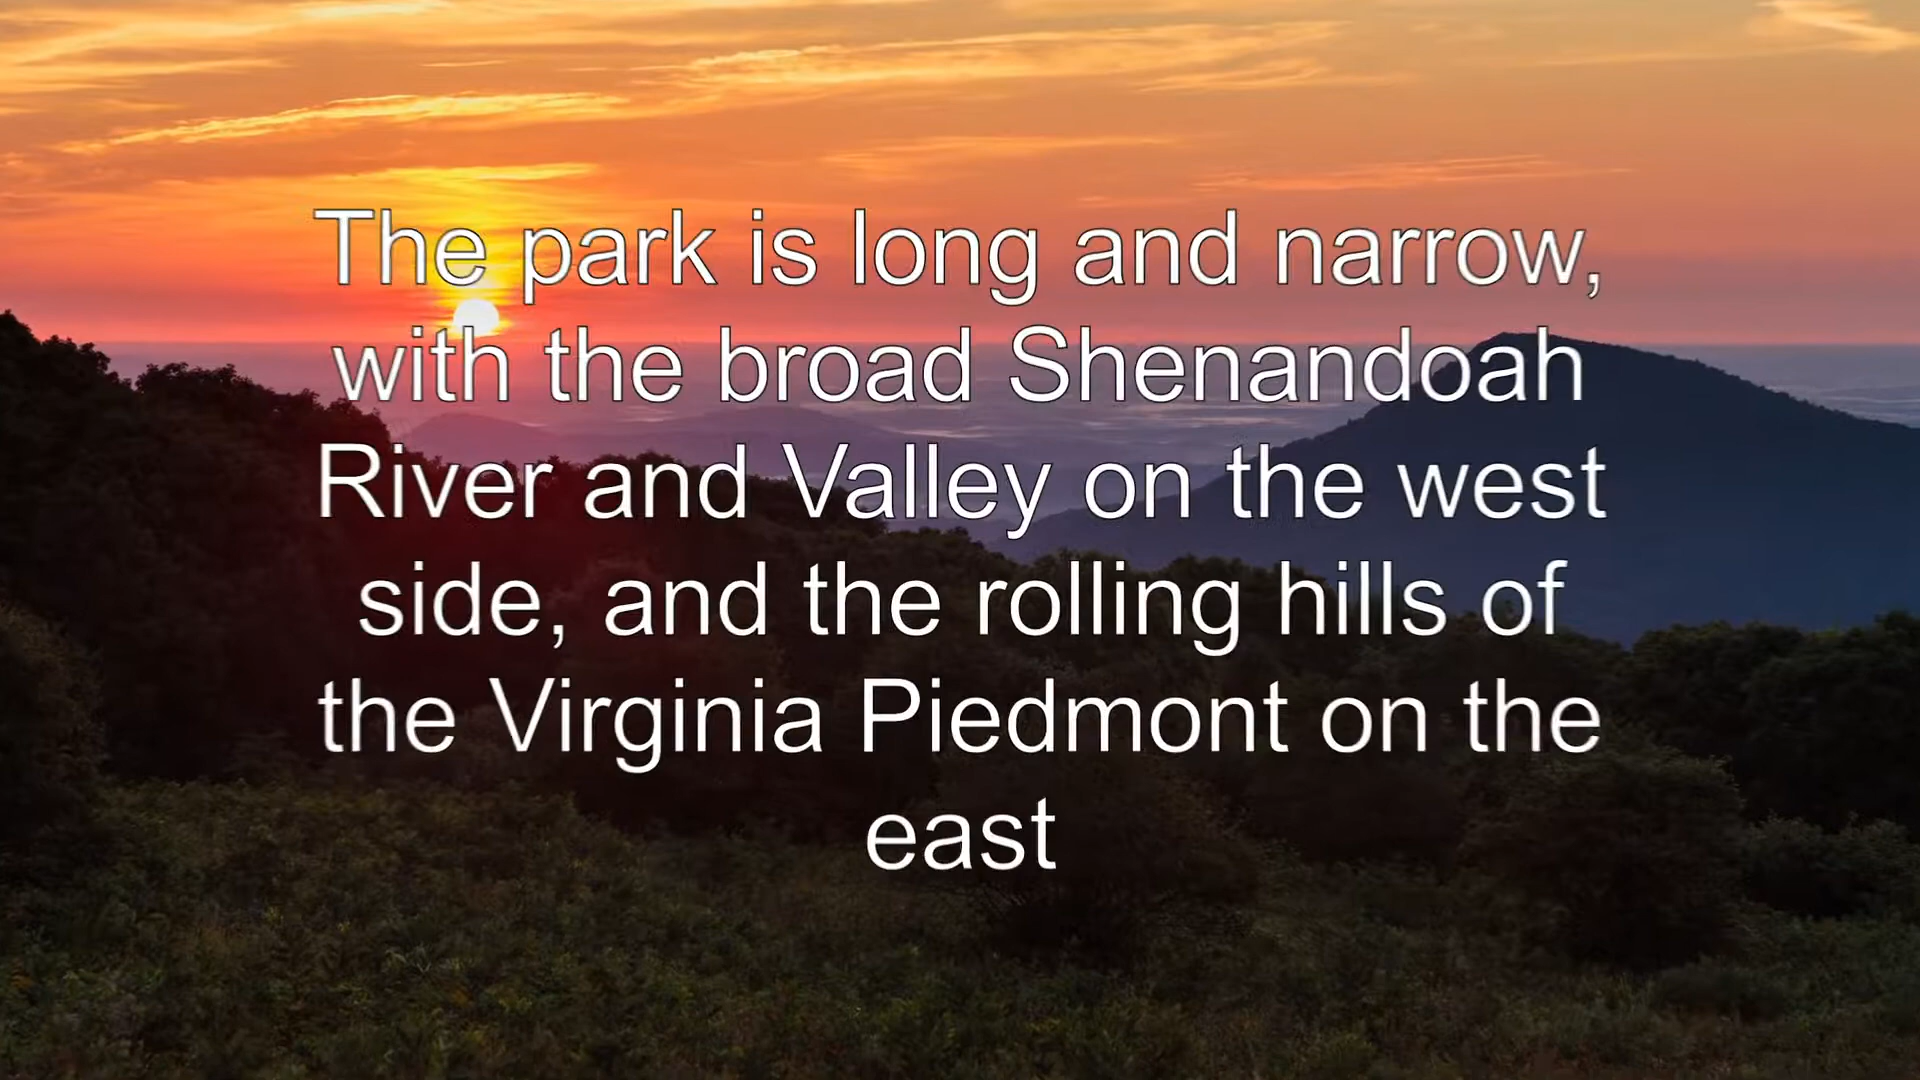 The park is long and narrow,
with the broad Shenandoah
River and Valley on the west
side, and the rolling hills of
the Virginia Piedmont on the
east